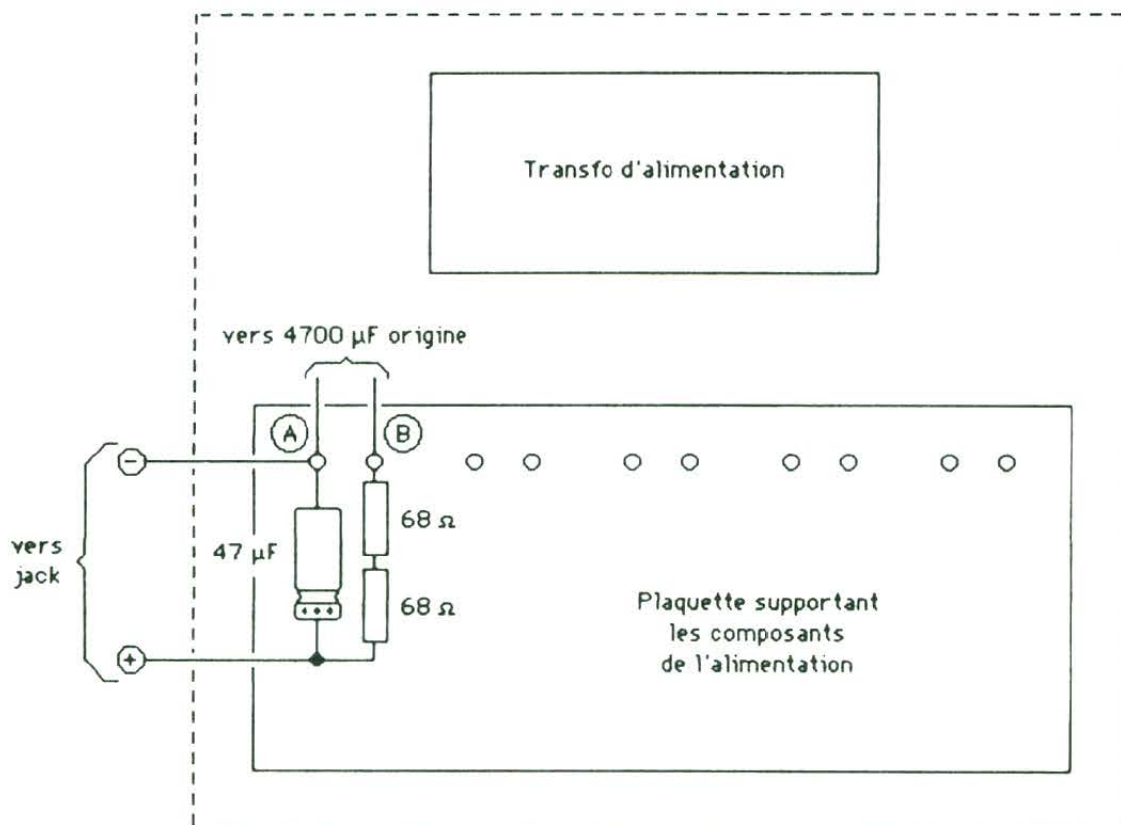 Transfo d'alimentation
vers 4700 µF origine
A
B
-
68 Ω
47 µF
vers
jack
68 Ω
+
Plaquette supportant
les composants
de l'alimentation